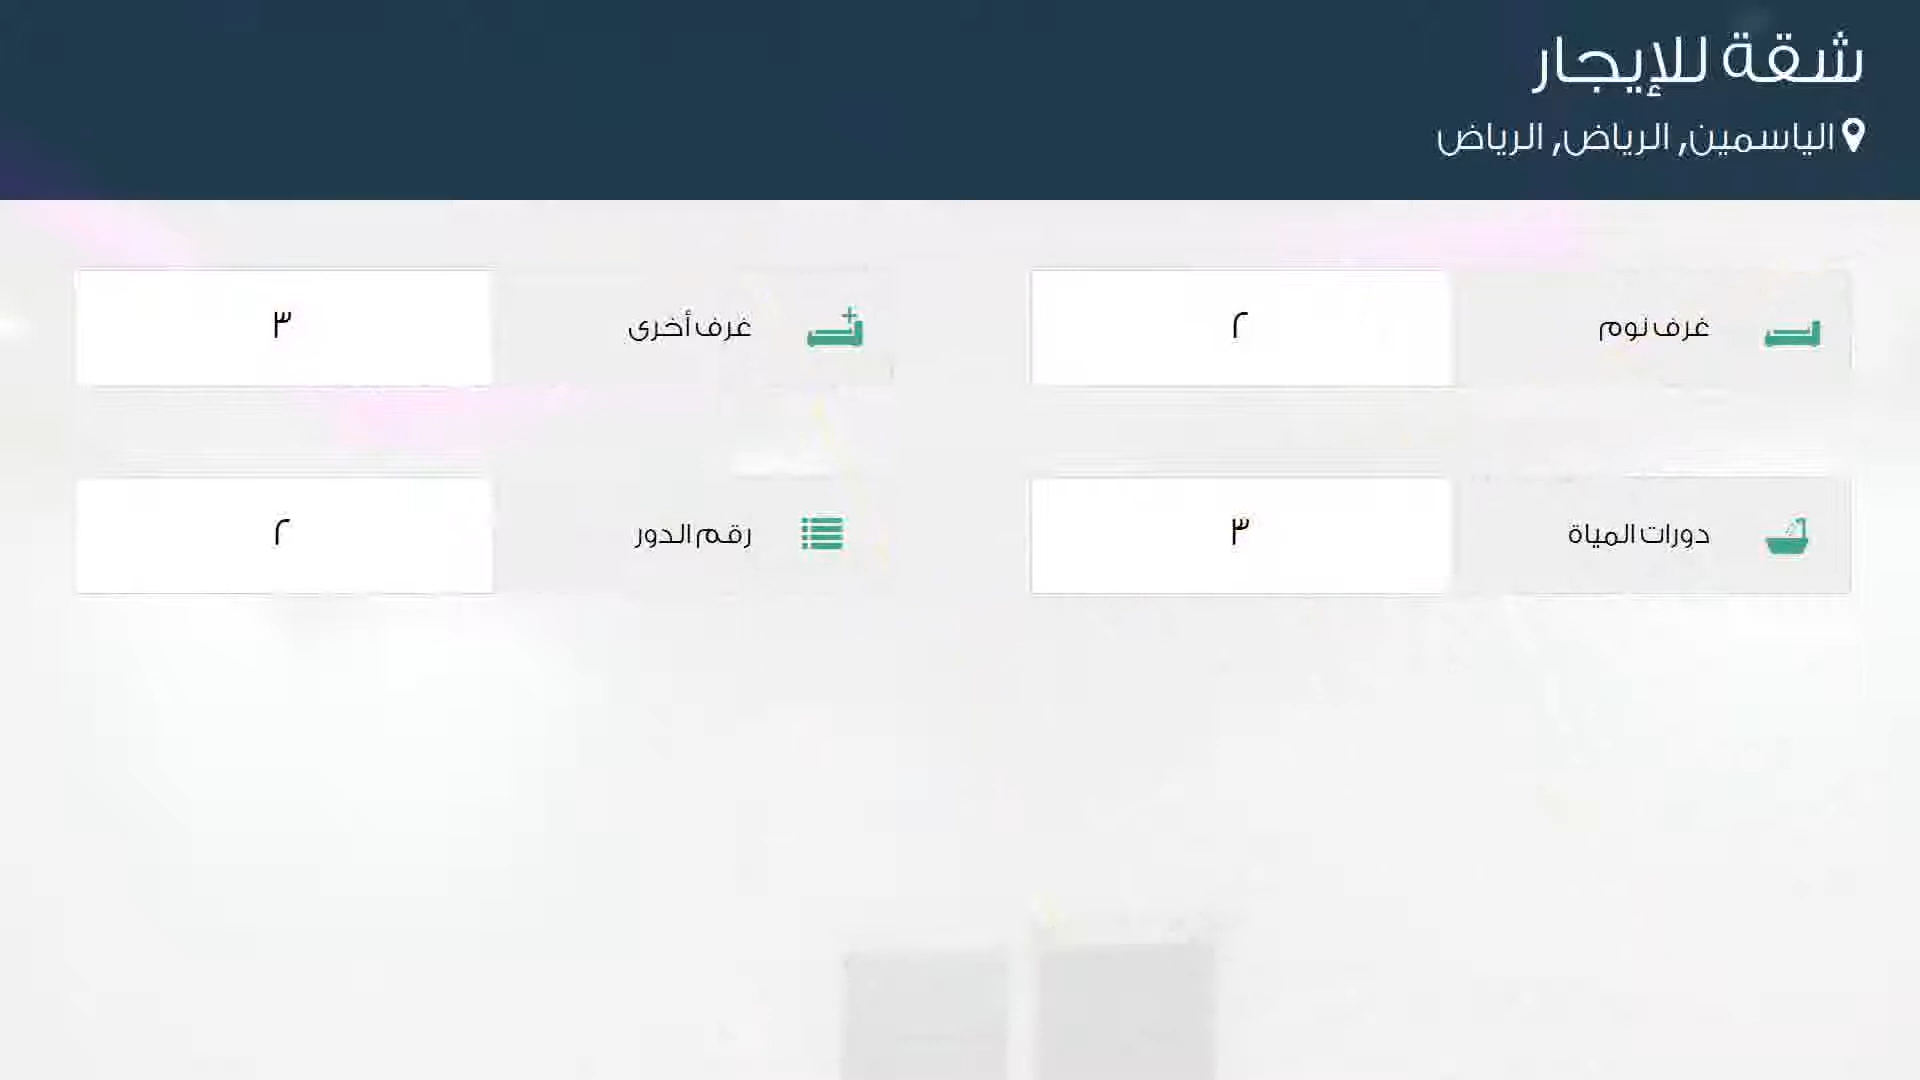 شقة للإيجار
الياسمين, الرياض, الرياض
غرف نوم ٢
غرف أخرى ٣
دورات المياة ٣
رقم الدور ٢